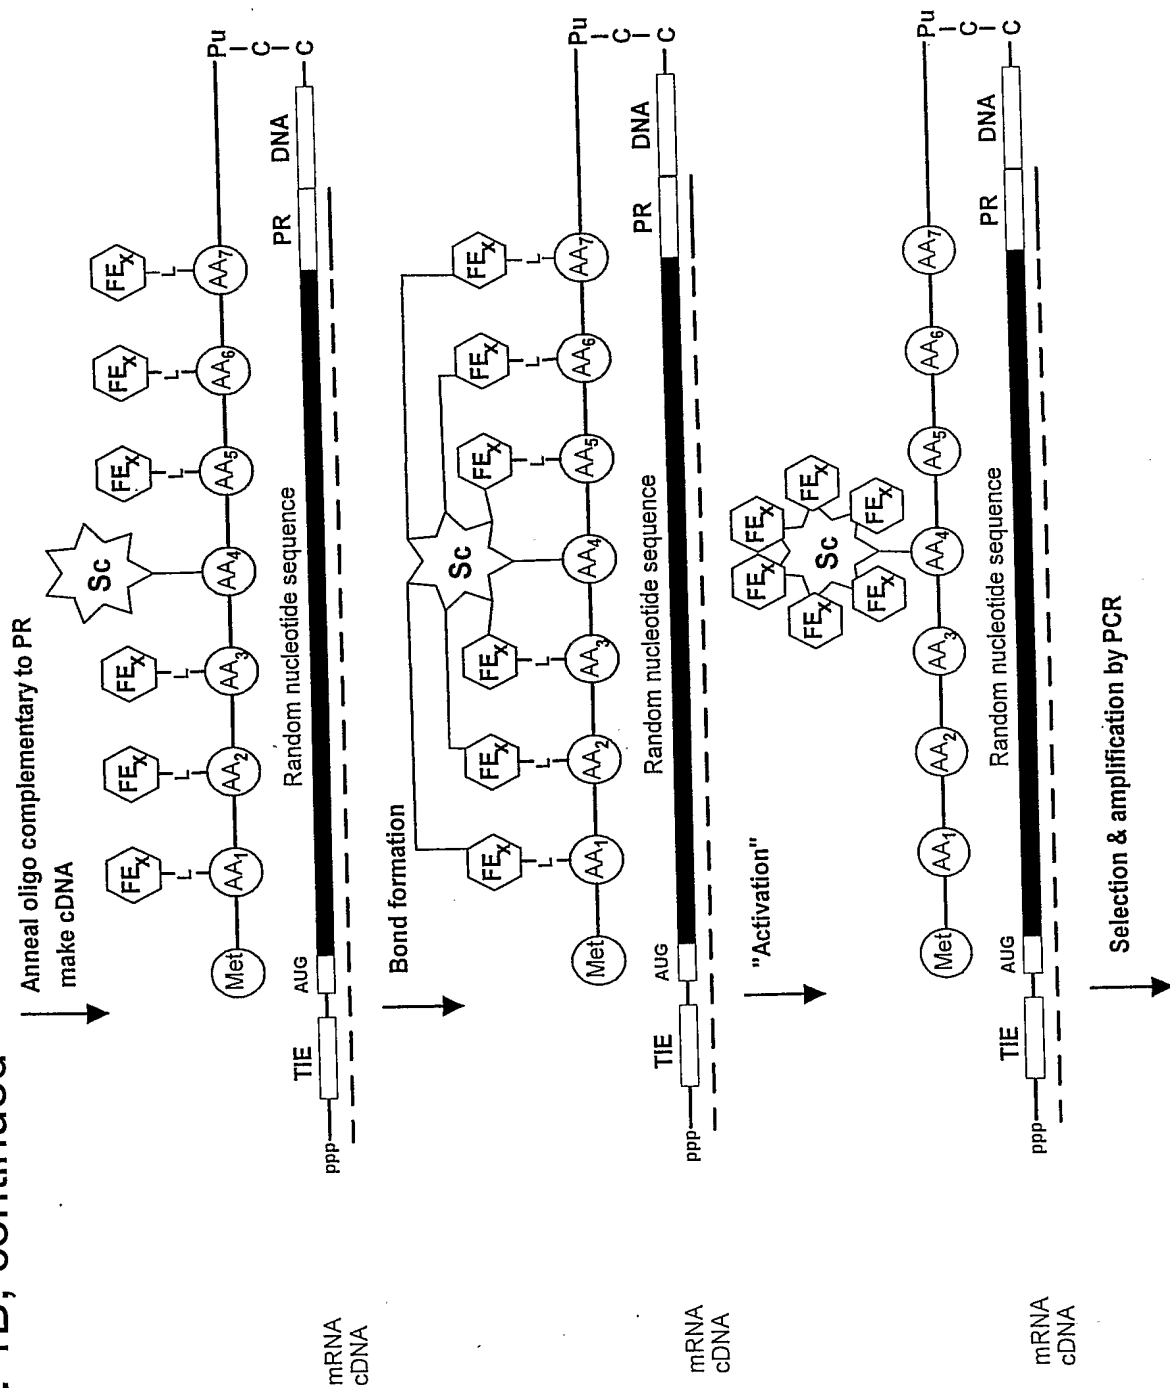 1B, continued
Anneal oligo complementary to PR
make cDNA
FEX FEX FEX Sc FEX FEX FEX
L L L L L L
Met AA1 AA2 AA3 AA4 AA5 AA6 AA7 Pu
C
C
Random nucleotide sequence
TIE AUG PR DNA
ppp
mRNA
cDNA
Bond formation
Sc
FEX FEX FEX FEX FEX FEX
L L L L L L
Met AA1 AA2 AA3 AA4 AA5 AA6 AA7 Pu
C
C
Random nucleotide sequence
TIE AUG PR DNA
ppp
mRNA
cDNA
"Activation"
FEX FEX
FEX Sc FEX
FEX FEX
Met AA1 AA2 AA3 AA4 AA5 AA6 AA7 Pu
C
C
Random nucleotide sequence
TIE AUG PR DNA
ppp
mRNA
cDNA
Selection & amplification by PCR